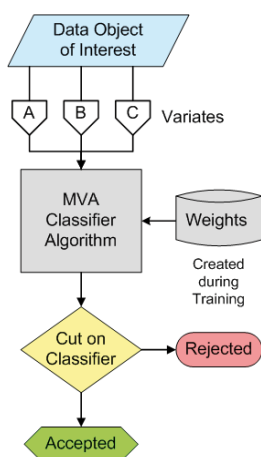 Data Object
of Interest
A
B
C
Variates
MVA
Classifier
Algorithm
Weights
Created
during
Training
Cut on
Classifier
Rejected
Accepted